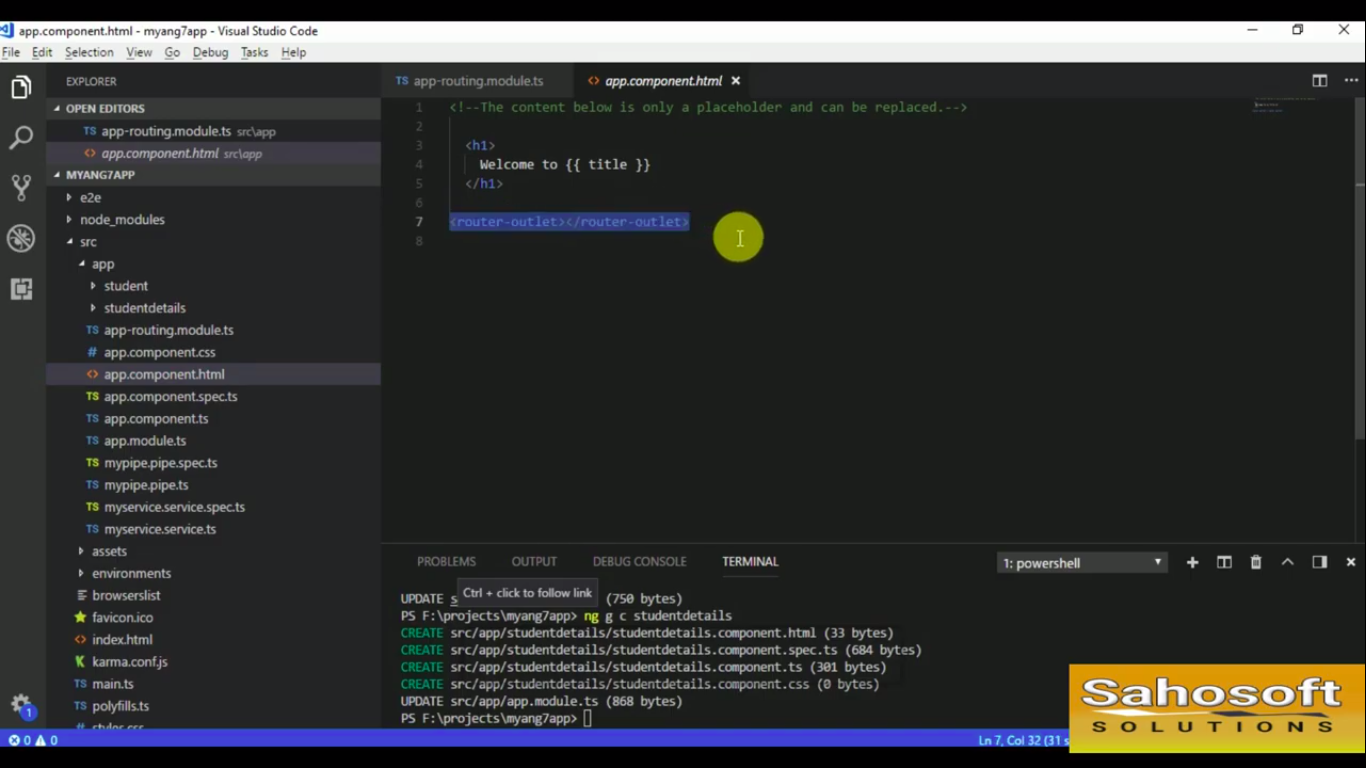 app.component.html - myang7app - Visual Studio Code
File Edit Selection View Go Debug Tasks Help
EXPLORER
OPEN EDITORS
TS app-routing.module.ts src\app
<> app.component.html src\app
MYANG7APP
e2e
node_modules
src
app
student
studentdetails
TS app-routing.module.ts
# app.component.css
<> app.component.html
TS app.component.spec.ts
TS app.component.ts
TS app.module.ts
TS mypipe.pipe.spec.ts
TS mypipe.pipe.ts
TS myservice.service.spec.ts
TS myservice.service.ts
assets
environments
browserslist
favicon.ico
<> index.html
K karma.conf.js
TS main.ts
TS polyfills.ts
# styles.css
1
TS app-routing.module.ts <> app.component.html ×
1 <!--The content below is only a placeholder and can be replaced.-->
2
3 <h1>
4 Welcome to {{ title }}
5 </h1>
6
7 <router-outlet></router-outlet>
8
PROBLEMS OUTPUT DEBUG CONSOLE TERMINAL 1: powershell
Ctrl + click to follow link
UPDATE s (750 bytes)
PS F:\projects\myang7app> ng g c studentdetails
CREATE src/app/studentdetails/studentdetails.component.html (33 bytes)
CREATE src/app/studentdetails/studentdetails.component.spec.ts (684 bytes)
CREATE src/app/studentdetails/studentdetails.component.ts (301 bytes)
CREATE src/app/studentdetails/studentdetails.component.css (0 bytes)
UPDATE src/app/app.module.ts (868 bytes)
PS F:\projects\myang7app>
0 0 Ln 7, Col 32 (31 s
Sahosoft
SOLUTIONS